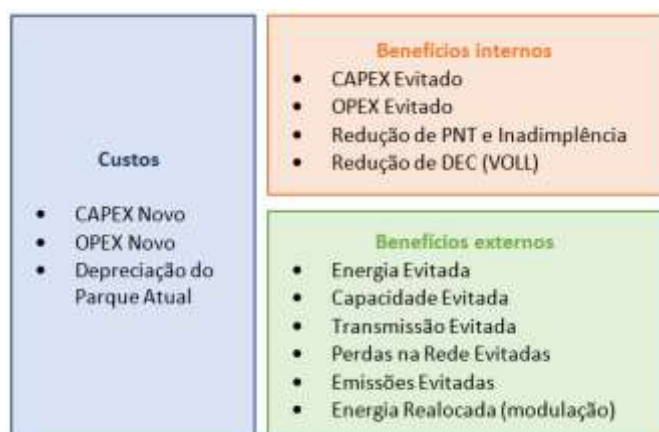 Custos
CAPEX Novo
OPEX Novo
Depreciação do
Parque Atual
Benefícios internos
CAPEX Evitado
OPEX Evitado
Redução de PNT e Inadimplência
Redução de DEC (VOLL)
Benefícios externos
Energia Evitada
Capacidade Evitada
Transmissão Evitada
Perdas na Rede Evitadas
Emissões Evitadas
Energia Realocada (modulação)